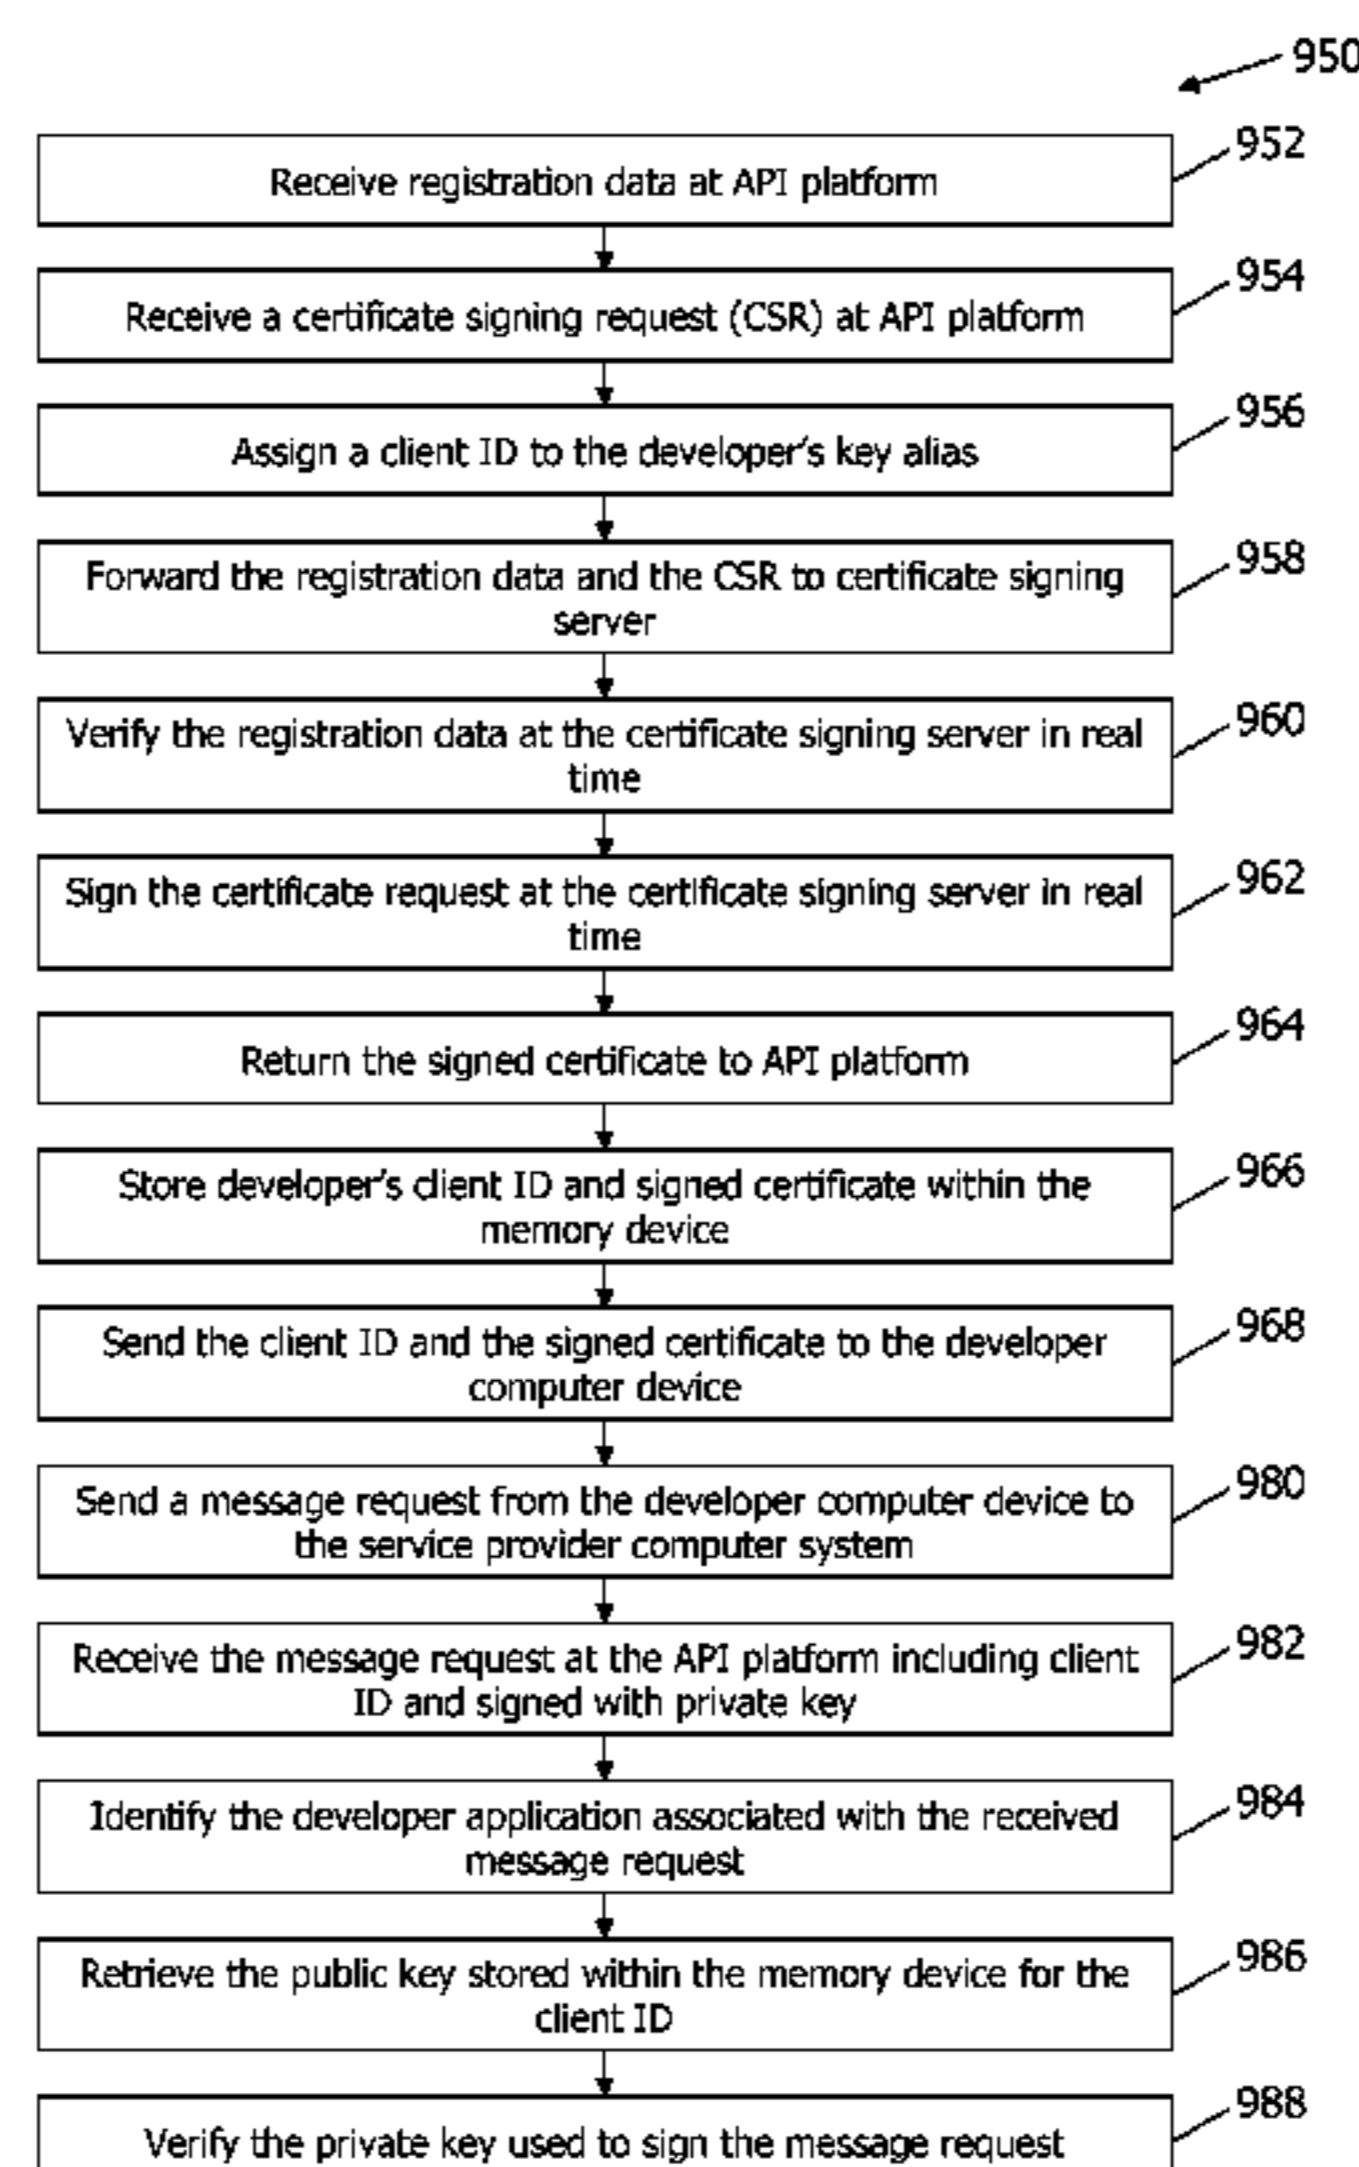 950
952
Receive registration data at API platform
954
Receive a certificate signing request (CSR) at API platform
956
Assign a client ID to the developer's key alias
958
Forward the registration data and the CSR to certificate signing
server
960
Verify the registration data at the certificate signing server in real
time
962
Sign the certificate request at the certificate signing server in real
time
964
Return the signed certificate to API platform
966
Store developer's client ID and signed certificate within the
memory device
968
Send the client ID and the signed certificate to the developer
computer device
980
Send a message request from the developer computer device to
the service provider computer system
982
Receive the message request at the API platform including client
ID and signed with private key
984
Identify the developer application associated with the received
message request
986
Retrieve the public key stored within the memory device for the
client ID
988
Verify the private key used to sign the message request